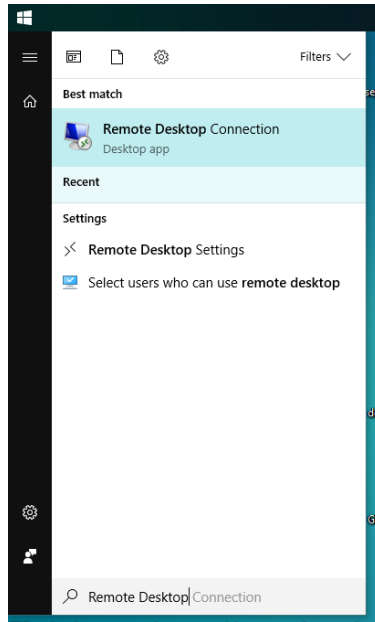 Filters
Best match
Remote Desktop Connection
Desktop app
Recent
Settings
Remote Desktop Settings
Select users who can use remote desktop
Remote Desktop Connection